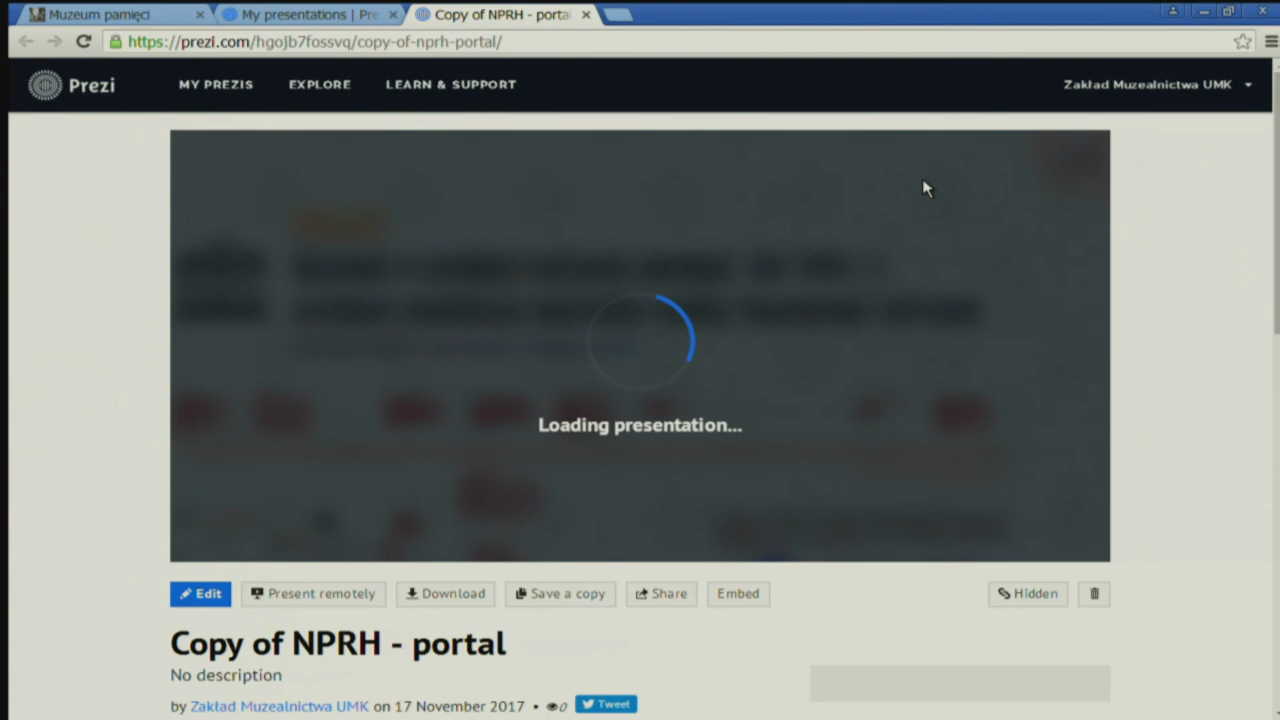 Muzeum pamięci
My presentations | Pre
Copy of NPRH - portal
https://prezi.com/hgojb7fossvq/copy-of-nprh-portal/
Prezi
MY PREZIS
EXPLORE
LEARN & SUPPORT
Zakład Muzealnictwa UMK
Loading presentation...
Edit
Present remotely
Download
Save a copy
Share
Embed
Hidden
Copy of NPRH - portal
No description
by Zakład Muzealnictwa UMK on 17 November 2017 • 0 Tweet